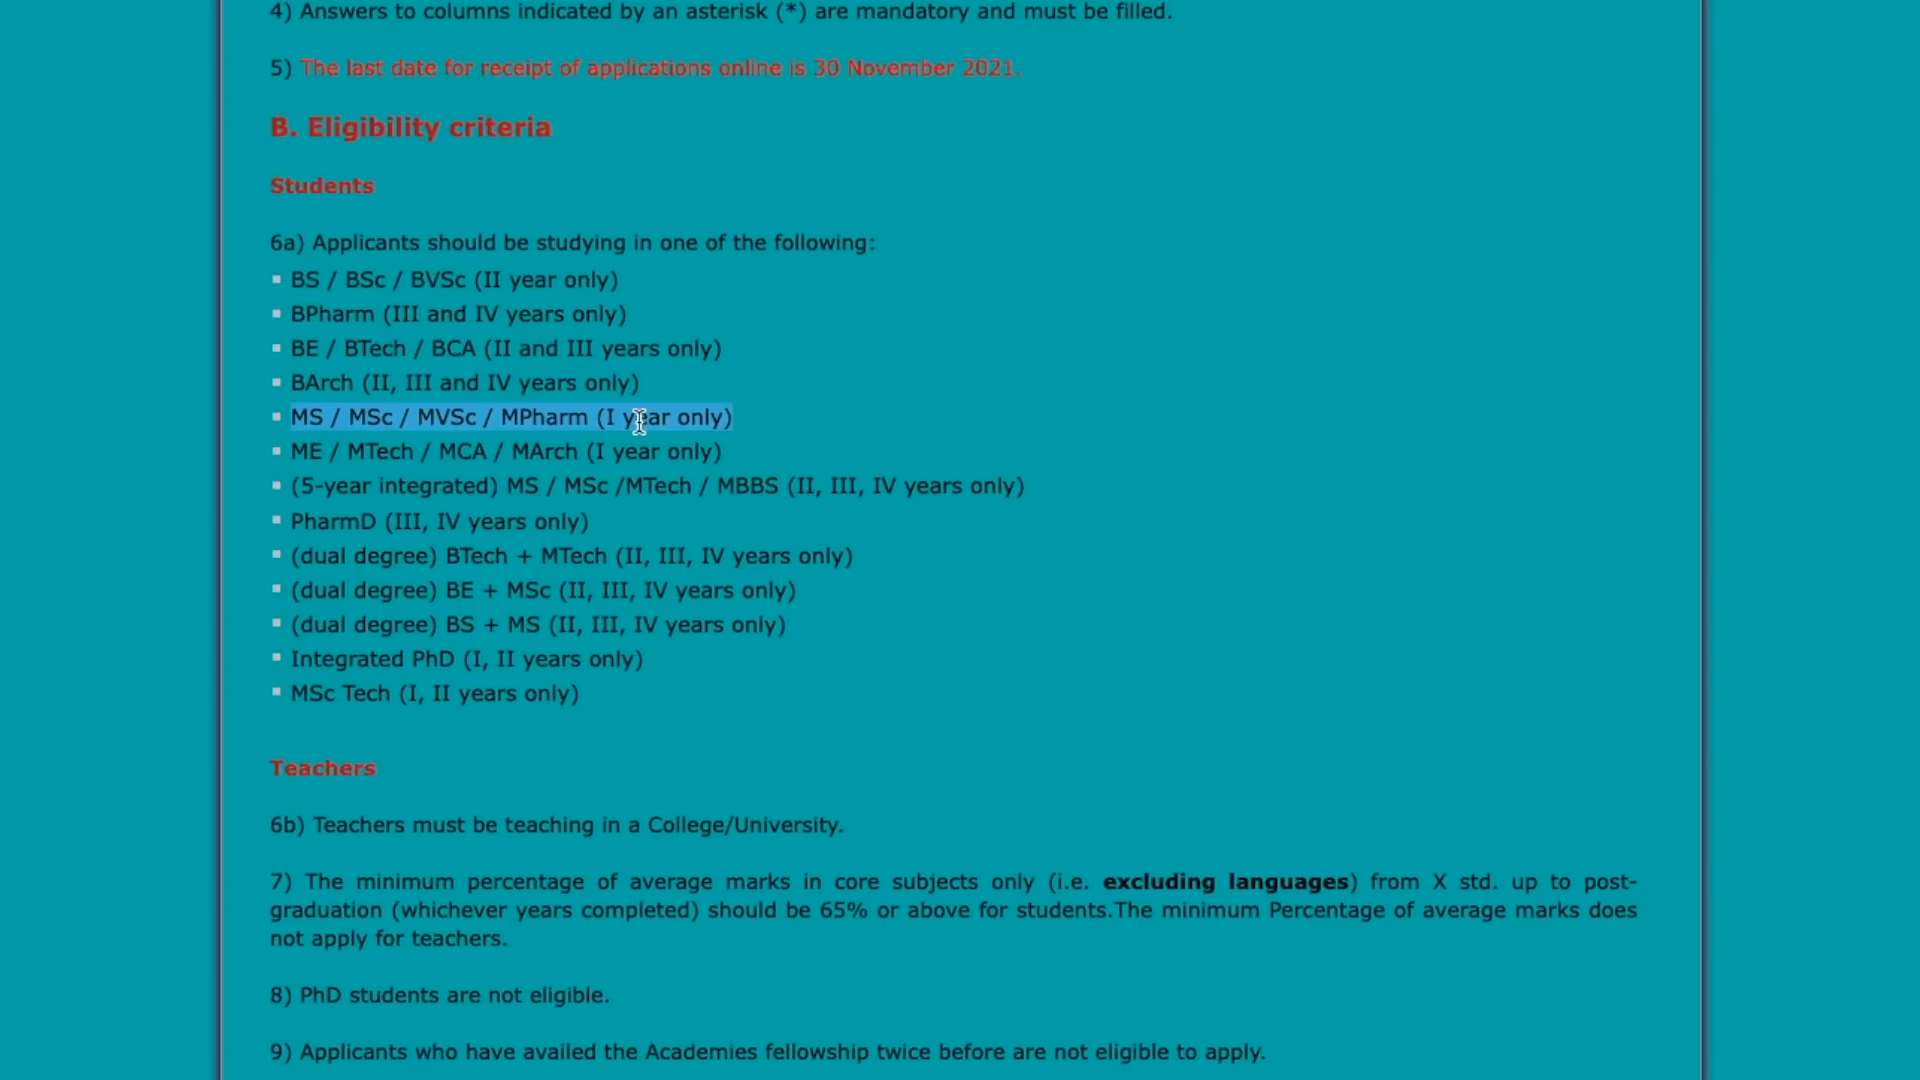 4) Answers to columns indicated by an asterisk (*) are mandatory and must be filled.
5) The last date for receipt of applications online is 30 November 2021.
B. Eligibility criteria
Students
6a) Applicants should be studying in one of the following:
▪ BS / BSc / BVSc (II year only)
▪ BPharm (III and IV years only)
▪ BE / BTech / BCA (II and III years only)
▪ BArch (II, III and IV years only)
▪ MS / MSc / MVSc / MPharm (I year only)
▪ ME / MTech / MCA / MArch (I year only)
▪ (5-year integrated) MS / MSc /MTech / MBBS (II, III, IV years only)
▪ PharmD (III, IV years only)
▪ (dual degree) BTech + MTech (II, III, IV years only)
▪ (dual degree) BE + MSc (II, III, IV years only)
▪ (dual degree) BS + MS (II, III, IV years only)
▪ Integrated PhD (I, II years only)
▪ MSc Tech (I, II years only)
Teachers
6b) Teachers must be teaching in a College/University.
7) The minimum percentage of average marks in core subjects only (i.e. excluding languages) from X std. up to post-
graduation (whichever years completed) should be 65% or above for students.The minimum Percentage of average marks does
not apply for teachers.
8) PhD students are not eligible.
9) Applicants who have availed the Academies fellowship twice before are not eligible to apply.